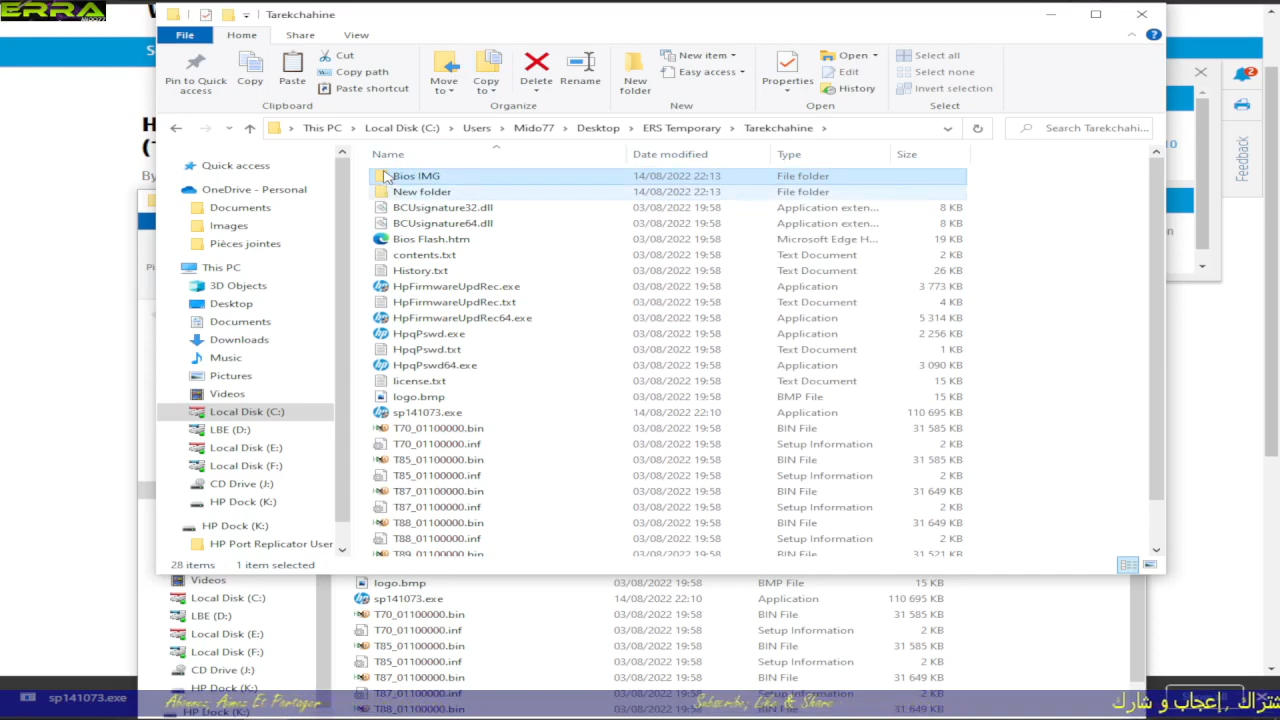 ERRA
MIDO77
Tarekchahine
File Home Share View
Pin to Quick access
Copy
Paste
Cut
Copy path
Paste shortcut
Clipboard
Move to
Copy to
Delete
Rename
Organize
New folder
New item
Easy access
New
Properties
Open
Edit
History
Open
Select all
Select none
Invert selection
Select
This PC > Local Disk (C:) > Users > Mido77 > Desktop > ERS Temporary > Tarekchahine >
Search Tarekchahi...
Feedback
2
Quick access
OneDrive - Personal
Documents
Images
Pièces jointes
This PC
3D Objects
Desktop
Documents
Downloads
Music
Pictures
Videos
Local Disk (C:)
LBE (D:)
Local Disk (E:)
Local Disk (F:)
CD Drive (J:)
HP Dock (K:)
HP Dock (K:)
HP Port Replicator User
Name Date modified Type Size
Bios IMG 14/08/2022 22:13 File folder
New folder 14/08/2022 22:13 File folder
BCUsignature32.dll 03/08/2022 19:58 Application exten... 8 KB
BCUsignature64.dll 03/08/2022 19:58 Application exten... 8 KB
Bios Flash.htm 03/08/2022 19:58 Microsoft Edge H... 19 KB
contents.txt 03/08/2022 19:58 Text Document 2 KB
History.txt 03/08/2022 19:58 Text Document 26 KB
HpFirmwareUpdRec.exe 03/08/2022 19:58 Application 3 773 KB
HpFirmwareUpdRec.txt 03/08/2022 19:58 Text Document 4 KB
HpFirmwareUpdRec64.exe 03/08/2022 19:58 Application 5 314 KB
HpqPswd.exe 03/08/2022 19:58 Application 2 256 KB
HpqPswd.txt 03/08/2022 19:58 Text Document 1 KB
HpqPswd64.exe 03/08/2022 19:58 Application 3 090 KB
license.txt 03/08/2022 19:58 Text Document 15 KB
logo.bmp 03/08/2022 19:58 BMP File 15 KB
sp141073.exe 14/08/2022 22:10 Application 110 695 KB
T70_01100000.bin 03/08/2022 19:58 BIN File 31 585 KB
T70_01100000.inf 03/08/2022 19:58 Setup Information 2 KB
T85_01100000.bin 03/08/2022 19:58 BIN File 31 585 KB
T85_01100000.inf 03/08/2022 19:58 Setup Information 2 KB
T87_01100000.bin 03/08/2022 19:58 BIN File 31 649 KB
T87_01100000.inf 03/08/2022 19:58 Setup Information 2 KB
T88_01100000.bin 03/08/2022 19:58 BIN File 31 649 KB
T88_01100000.inf 03/08/2022 19:58 Setup Information 2 KB
T89_01100000.bin 03/08/2022 19:58 BIN File 31 521 KB
28 items 1 item selected
Videos
Local Disk (C:)
LBE (D:)
Local Disk (E:)
Local Disk (F:)
CD Drive (J:)
HP Dock (K:)
HP Dock (K:)
logo.bmp 03/08/2022 19:58 BMP File 15 KB
sp141073.exe 14/08/2022 22:10 Application 110 695 KB
T70_01100000.bin 03/08/2022 19:58 BIN File 31 585 KB
T70_01100000.inf 03/08/2022 19:58 Setup Information 2 KB
T85_01100000.bin 03/08/2022 19:58 BIN File 31 585 KB
T85_01100000.inf 03/08/2022 19:58 Setup Information 2 KB
T87_01100000.bin 03/08/2022 19:58 BIN File 31 649 KB
T87_01100000.inf 03/08/2022 19:58 Setup Information 2 KB
T88_01100000.bin 03/08/2022 19:58 BIN File 31 649 KB
sp141073.exe
Abonnez, Aimez Et Partager
Subscribe, Like & Share
إعجاب و شارك